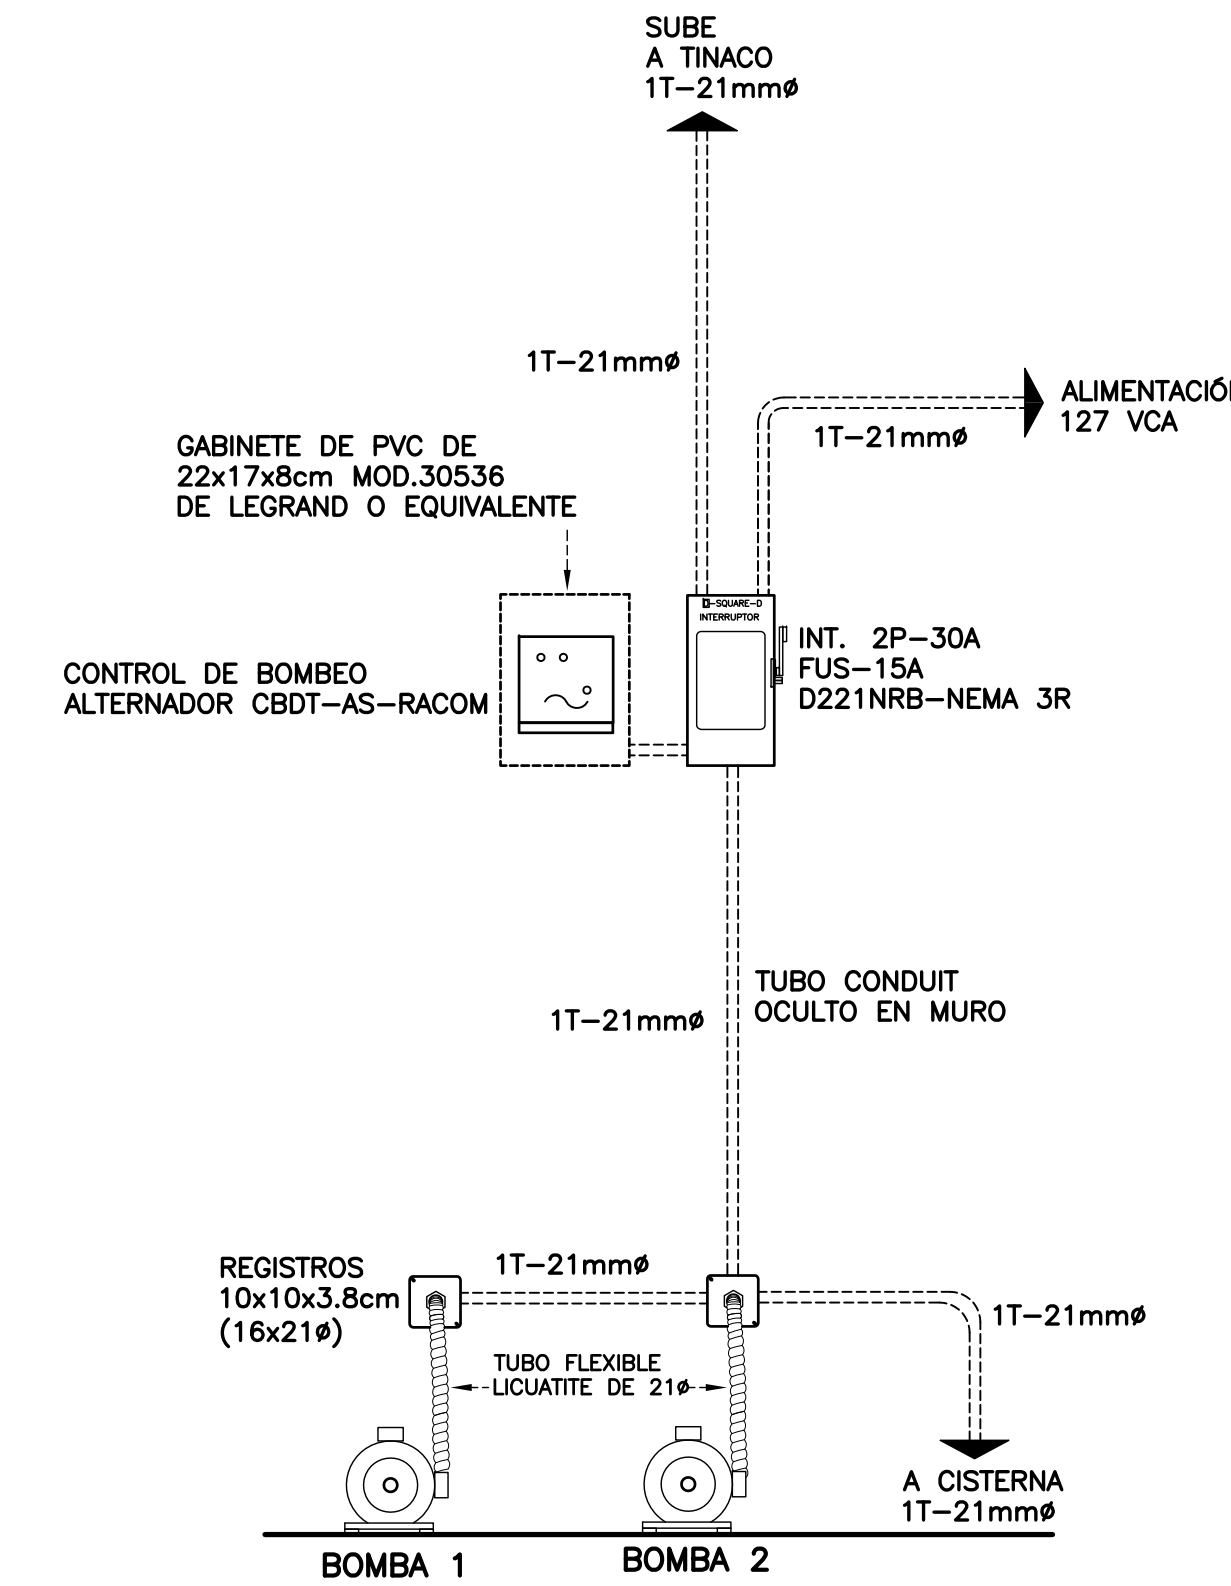 SUBE
A TINACO
1T-21mmø
1T-21mmø
ALIMENTACIÓN
127 VCA
1T-21mmø
GABINETE DE PVC DE
22x17x8cm MOD.30536
DE LEGRAND O EQUIVALENTE
D-SQUARE-D
INTERRUPTOR
INT. 2P-30A
FUS-15A
D221NRB-NEMA 3R
CONTROL DE BOMBEO
ALTERNADOR CBDT-AS-RACOM
TUBO CONDUIT
OCULTO EN MURO
1T-21mmø
REGISTROS
10x10x3.8cm
(16x21ø)
1T-21mmø
1T-21mmø
TUBO FLEXIBLE
LICUATITE DE 21ø
A CISTERNA
1T-21mmø
BOMBA 1
BOMBA 2